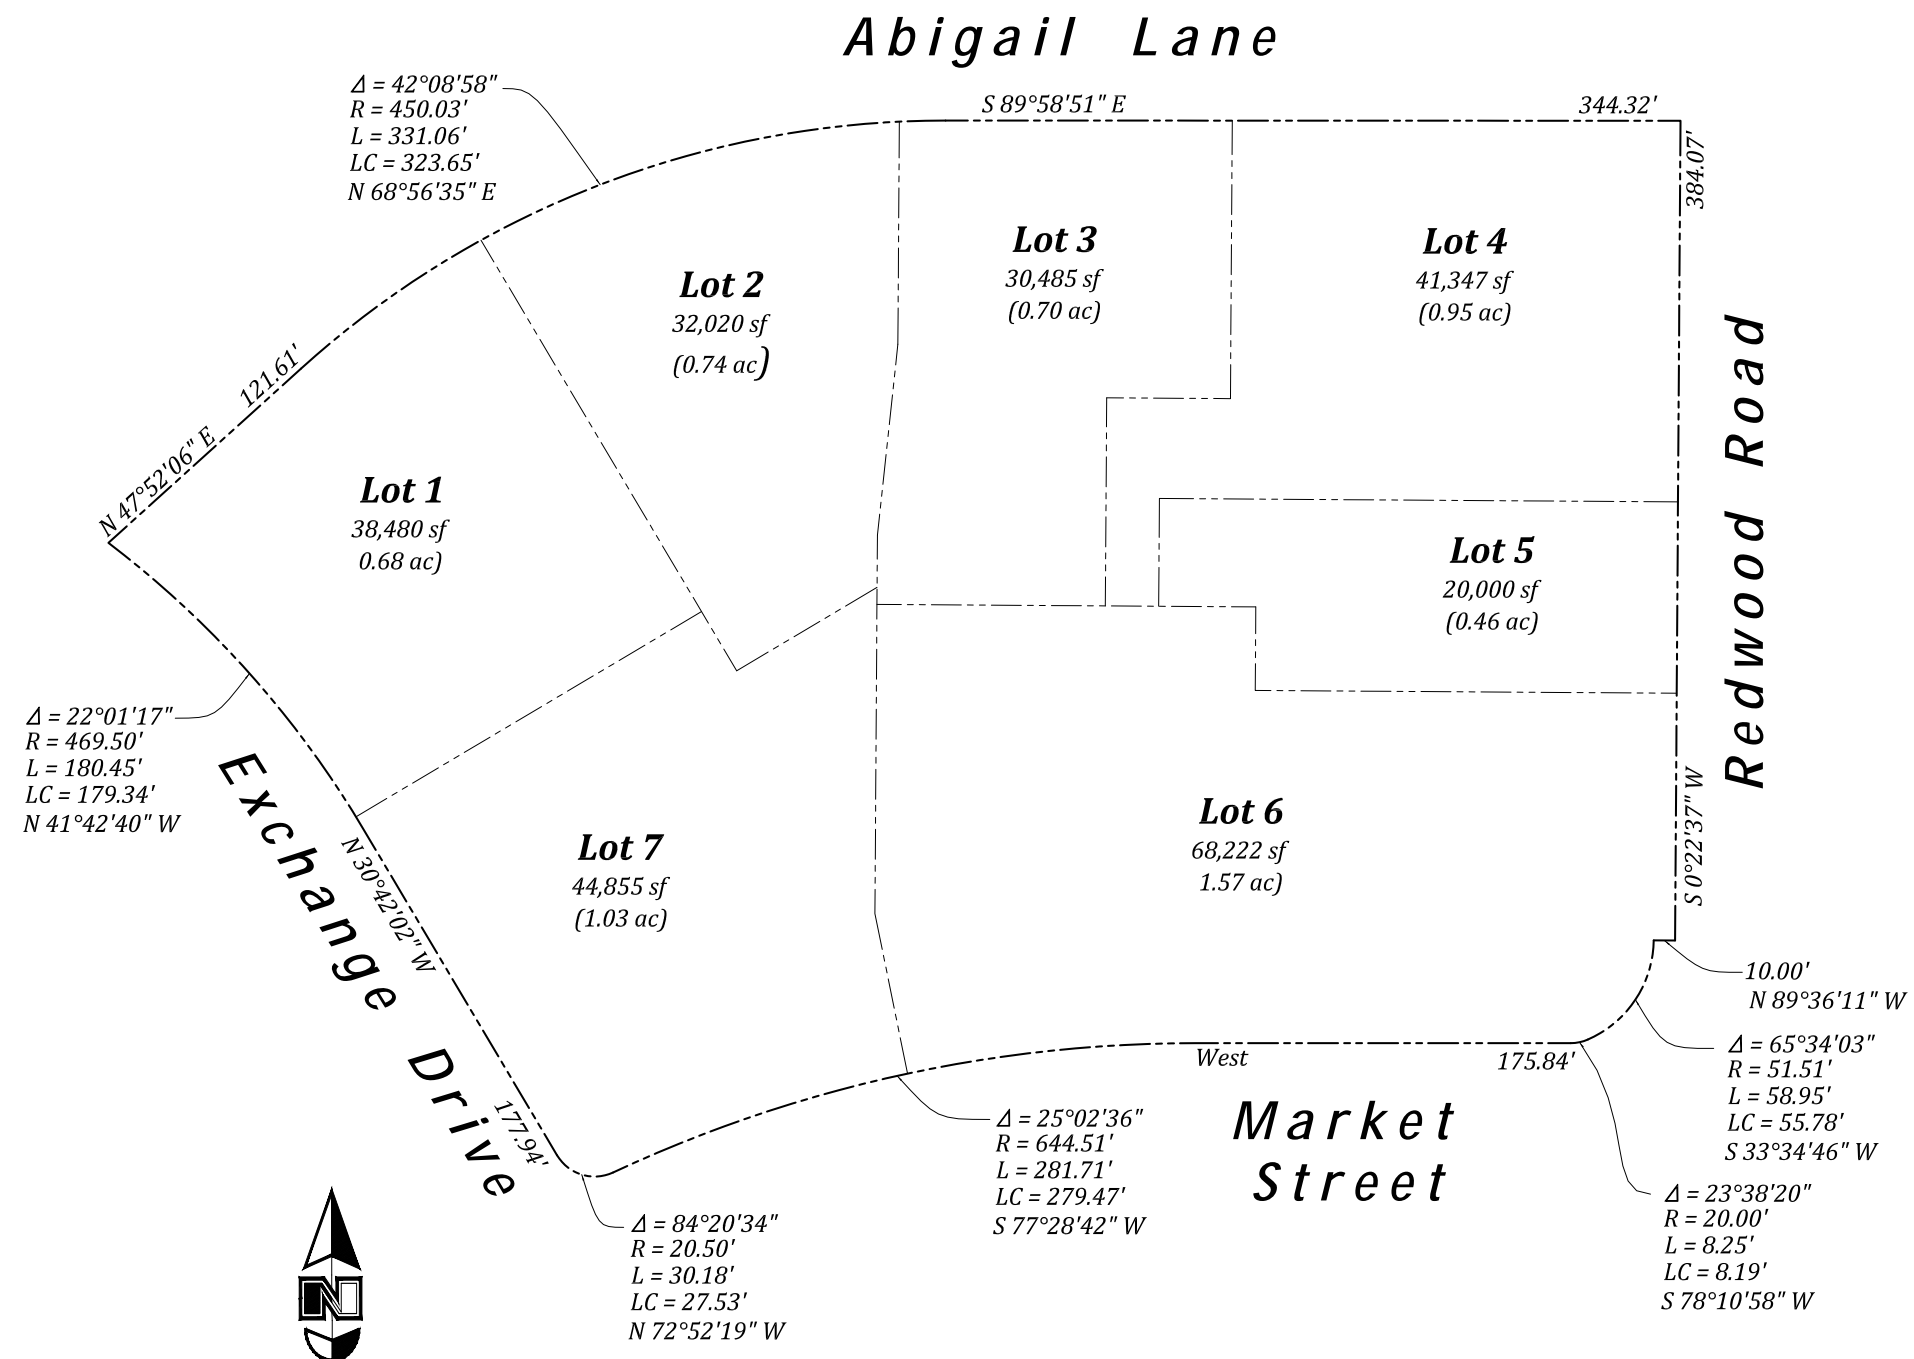 Abigail Lane
Δ = 42°08'58"
R = 450.03'
L = 331.06'
LC = 323.65'
N 68°56'35" E
S 89°58'51" E
344.32'
384.07'
Lot 1
38,480 sf
0.68 ac)
Lot 2
32,020 sf
(0.74 ac)
Lot 3
30,485 sf
(0.70 ac)
Lot 4
41,347 sf
(0.95 ac)
Lot 5
20,000 sf
(0.46 ac)
Lot 6
68,222 sf
1.57 ac)
Lot 7
44,855 sf
(1.03 ac)
N 47°52'06" E
121.61'
Redwood Road
S 0°22'37" W
Δ = 22°01'17"
R = 469.50'
L = 180.45'
LC = 179.34'
N 41°42'40" W
Exchange Drive
N 30°42'02" W
177.94'
10.00'
N 89°36'11" W
Δ = 65°34'03"
R = 51.51'
L = 58.95'
LC = 55.78'
S 33°34'46" W
West
175.84'
Market
Street
Δ = 25°02'36"
R = 644.51'
L = 281.71'
LC = 279.47'
S 77°28'42" W
Δ = 23°38'20"
R = 20.00'
L = 8.25'
LC = 8.19'
S 78°10'58" W
Δ = 84°20'34"
R = 20.50'
L = 30.18'
LC = 27.53'
N 72°52'19" W
N